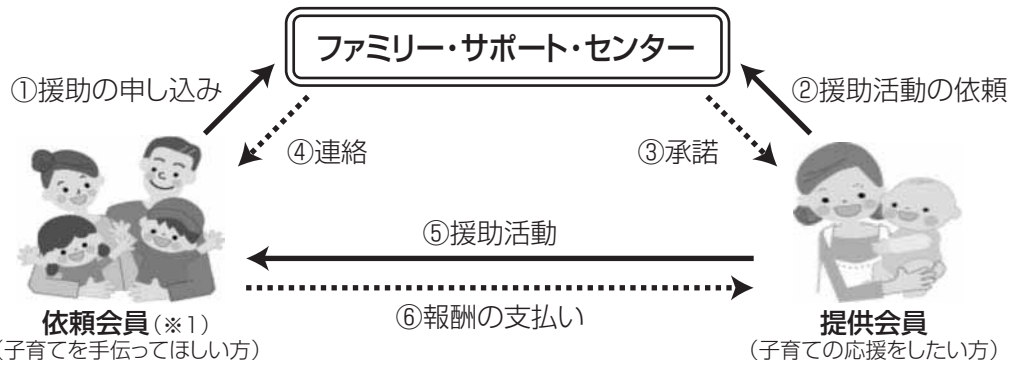 ファミリー・サポート・センター
①援助の申し込み
②援助活動の依頼
④連絡
③承諾
⑤援助活動
⑥報酬の支払い
依頼会員(※1)
(子育てを手伝ってほしい方)
提供会員
(子育ての応援をしたい方)